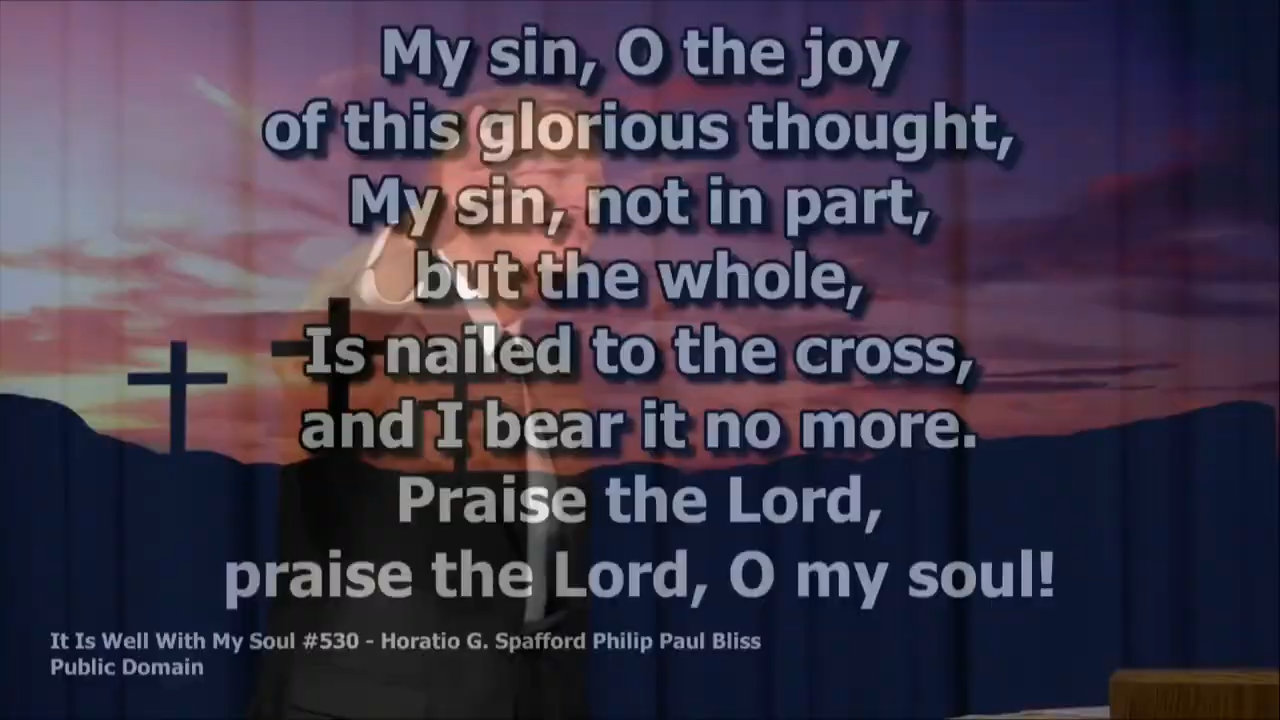 My sin, O the joy
of this glorious thought,
My sin, not in part,
but the whole,
Is nailed to the cross,
and I bear it no more.
Praise the Lord,
praise the Lord, O my soul!
It Is Well With My Soul #530 - Horatio G. Spafford Philip Paul Bliss
Public Domain